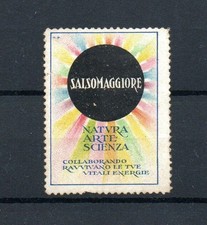 SALSOMAGGIORE
NATVRA
ARTE-
SCIENZA
COLLABORANDO
RAVVIVANO LE TVE
VITALI ENERGIE